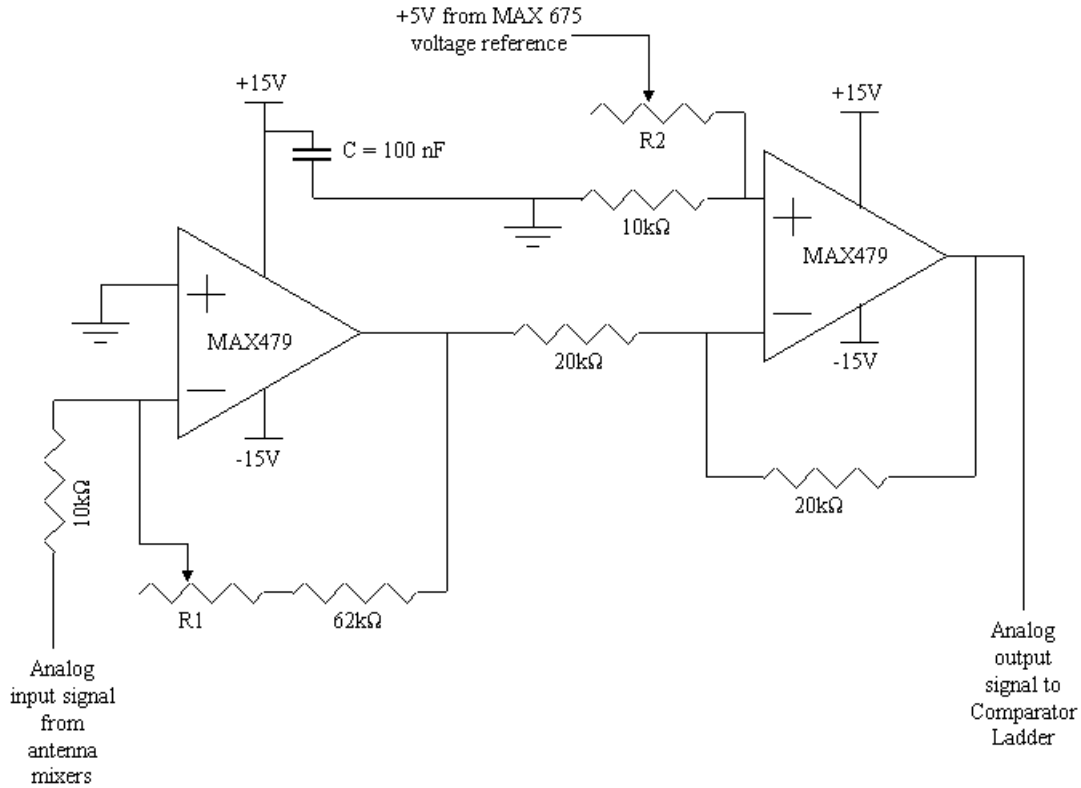 +5V from MAX 675
voltage reference
+15V
+15V
C = 100 nF
R2
10kΩ
+
MAX479
—
-15V
+
MAX479
—
-15V
20kΩ
20kΩ
10kΩ
R1
62kΩ
Analog
input signal
from
antenna
mixers
Analog
output
signal to
Comparator
Ladder